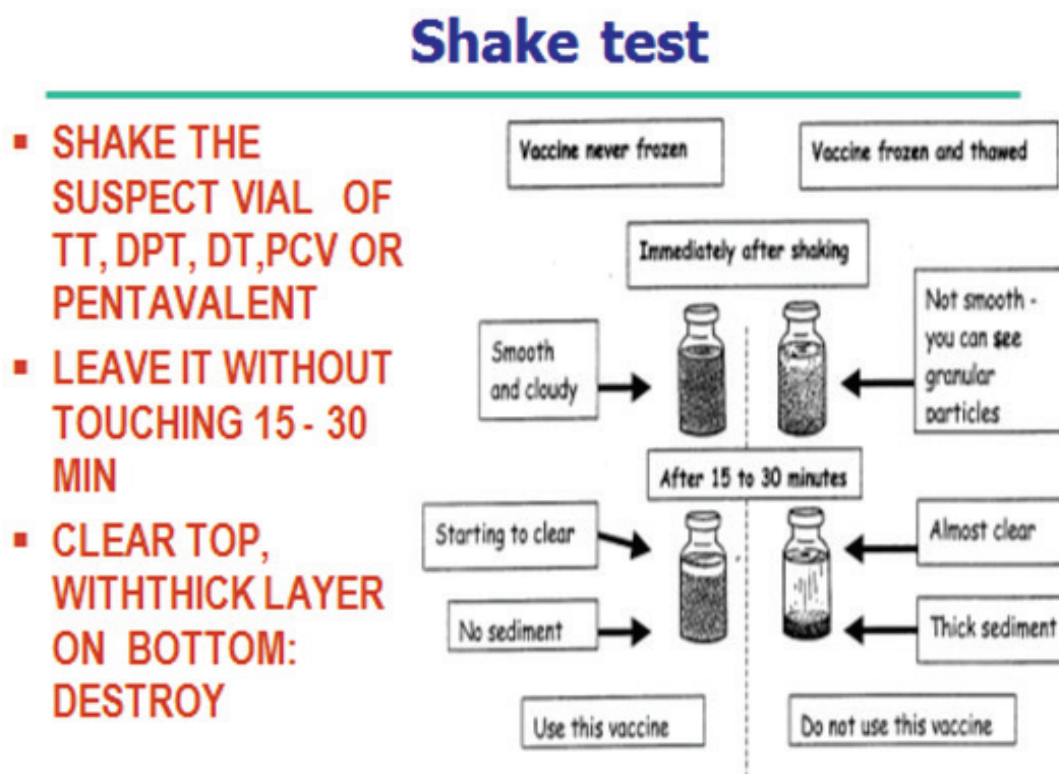 Shake test
▪ SHAKE THE
SUSPECT VIAL OF
TT, DPT, DT,PCV OR
PENTAVALENT
▪ LEAVE IT WITHOUT
TOUCHING 15 - 30
MIN
▪ CLEAR TOP,
WITHTHICK LAYER
ON BOTTOM:
DESTROY
Vaccine never frozen
Vaccine frozen and thawed
Immediately after shaking
Smooth
and cloudy
Not smooth -
you can see
granular
particles
After 15 to 30 minutes
Starting to clear
Almost clear
No sediment
Thick sediment
Use this vaccine
Do not use this vaccine